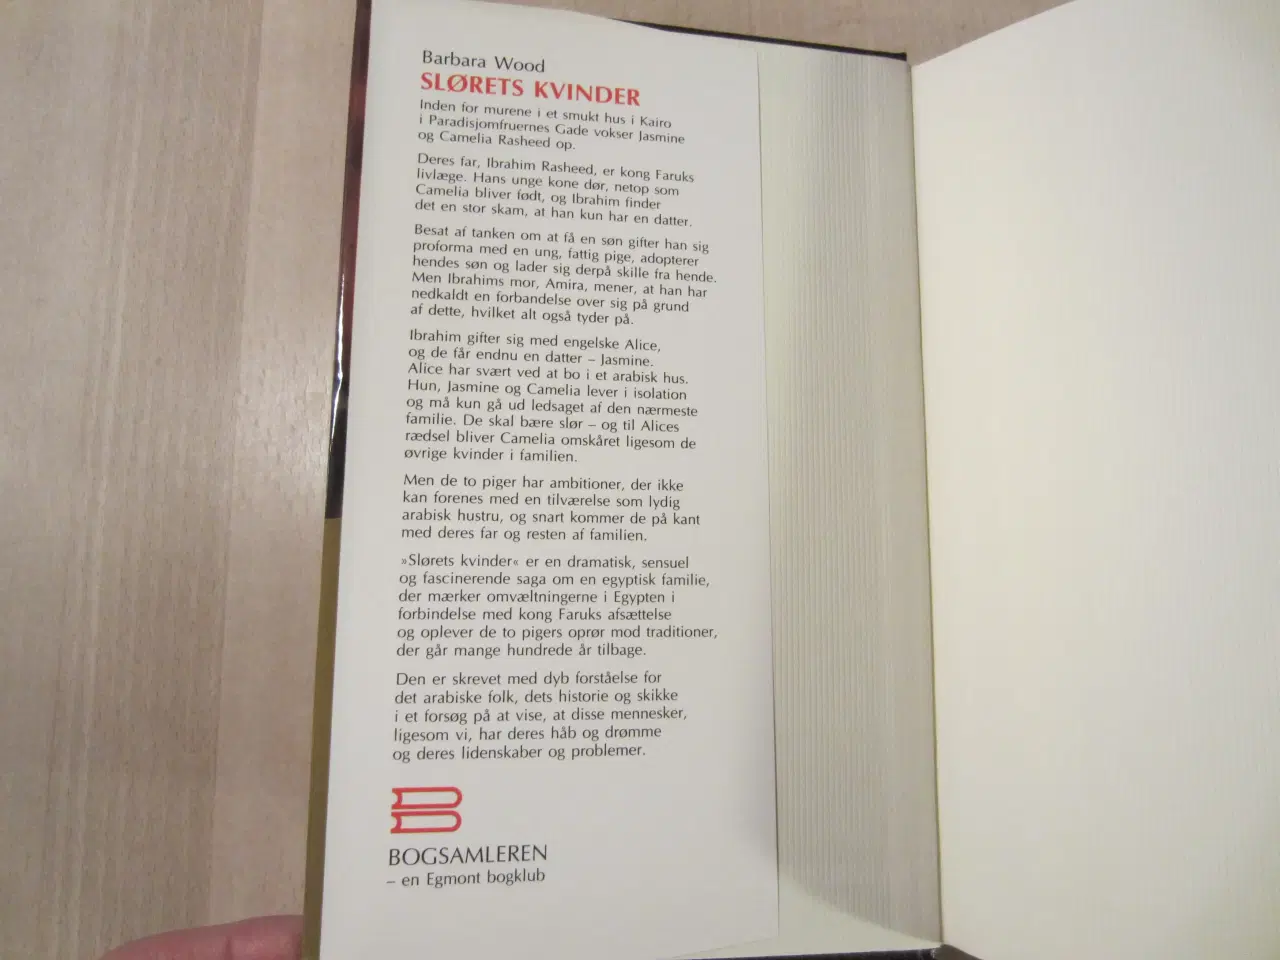 Barbara Wood
SLØRETS KVINDER
Inden for murene i et smukt hus i Kairo
i Paradisjomfruernes Gade vokser Jasmine
og Camelia Rasheed op.
Deres far, Ibrahim Rasheed, er kong Faruks
livlæge. Hans unge kone dør, netop som
Camelia bliver født, og Ibrahim finder
det en stor skam, at han kun har en datter.
Besat af tanken om at få en søn gifter han sig
proforma med en ung, fattig pige, adopterer
hendes søn og lader sig derpå skille fra hende.
Men Ibrahims mor, Amira, mener, at han har
nedkaldt en forbandelse over sig på grund
af dette, hvilket alt også tyder på.
Ibrahim gifter sig med engelske Alice,
og de får endnu en datter – Jasmine.
Alice har svært ved at bo i et arabisk hus.
Hun, Jasmine og Camelia lever i isolation
og må kun gå ud ledsaget af den nærmeste
familie. De skal bære slør – og til Alices
rædsel bliver Camelia omskåret ligesom de
øvrige kvinder i familien.
Men de to piger har ambitioner, der ikke
kan forenes med en tilværelse som lydig
arabisk hustru, og snart kommer de på kant
med deres far og resten af familien.
»Slørets kvinder« er en dramatisk, sensuel
og fascinerende saga om en egyptisk familie,
der mærker omvæltningerne i Egypten i
forbindelse med kong Faruks afsættelse
og oplever de to pigers oprør mod traditioner,
der går mange hundrede år tilbage.
Den er skrevet med dyb forståelse for
det arabiske folk, dets historie og skikke
i et forsøg på at vise, at disse mennesker,
ligesom vi, har deres håb og drømme
og deres lidenskaber og problemer.
BOGSAMLEREN
– en Egmont bogklub